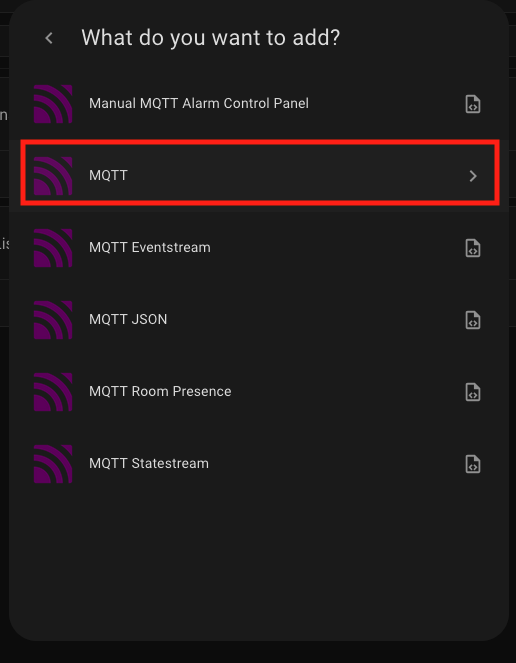 What do you want to add?
Manual MQTT Alarm Control Panel
MQTT
MQTT Eventstream
MQTT JSON
MQTT Room Presence
MQTT Statestream